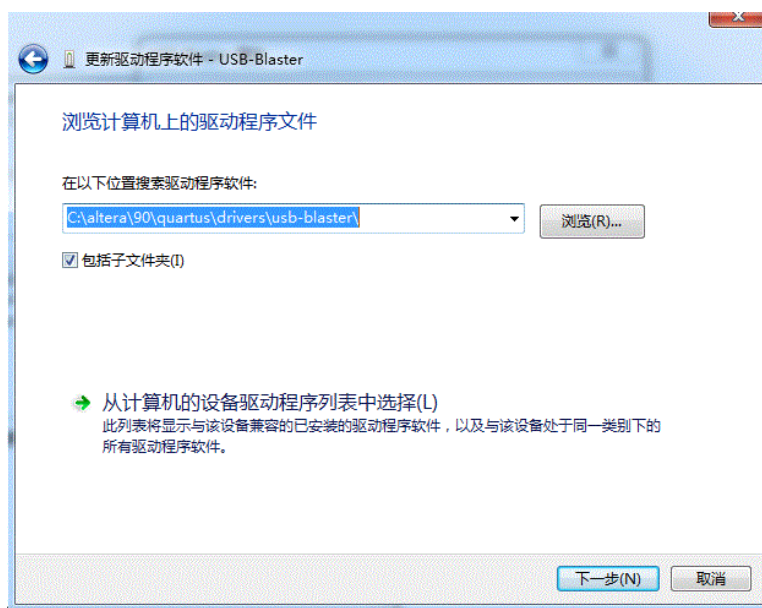 更新驱动程序软件 - USB-Blaster
浏览计算机上的驱动程序文件
在以下位置搜索驱动程序软件:
C:\altera\90\quartus\drivers\usb-blaster\
浏览(R)...
包括子文件夹(I)
从计算机的设备驱动程序列表中选择(L)
此列表将显示与该设备兼容的已安装的驱动程序软件，以及与该设备处于同一类别下的
所有驱动程序软件。
下一步(N)
取消